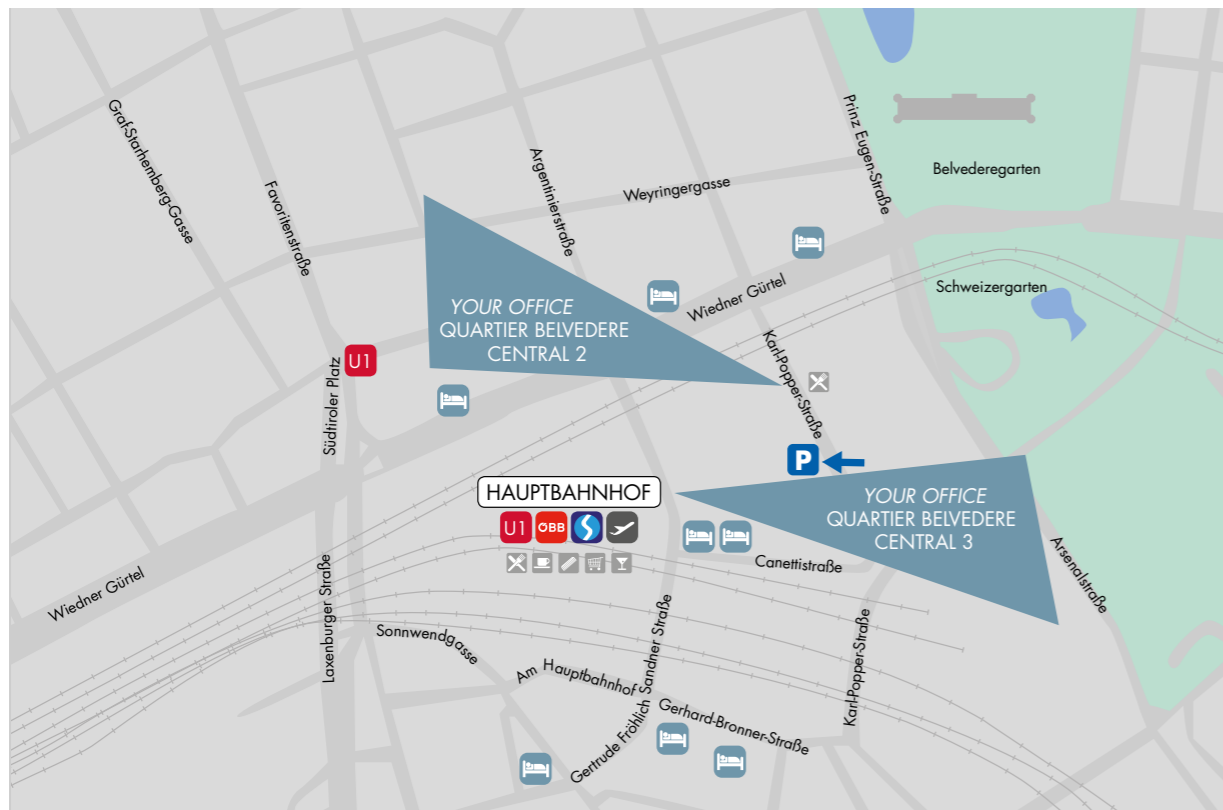 Graf-Starhemberg-Gasse
Favoritenstraße
Argentinierstraße
Weyringergasse
Prinz Eugen-Straße
Belvederegarten
Schweizergarten
Wiedner Gürtel
YOUR OFFICE
QUARTIER BELVEDERE
CENTRAL 2
Karl-Popper-Straße
U1
Südtiroler Platz
P
HAUPTBAHNHOF
U1
ÖBB
YOUR OFFICE
QUARTIER BELVEDERE
CENTRAL 3
Canettistraße
Arsenalstraße
Wiedner Gürtel
Laxenburger Straße
Sonnwendgasse
Am Hauptbahnhof
Gertrude Fröhlich Sandner Straße
Gerhard-Bronner-Straße
Karl-Popper-Straße